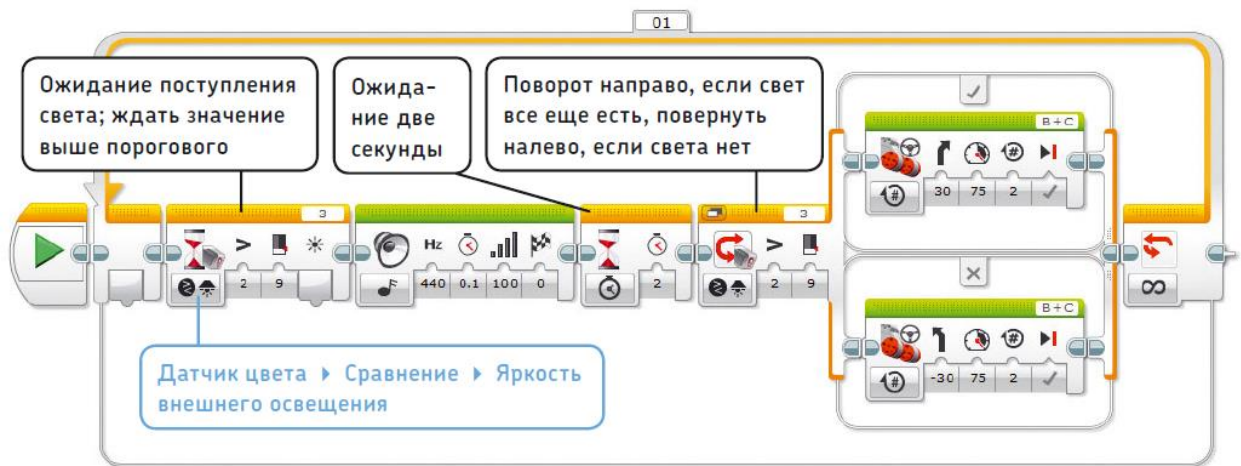 01
Ожидание поступления
света; ждать значение
выше порогового
Ожида-
ние две
секунды
Поворот направо, если свет
все еще есть, повернуть
налево, если света нет
B+C
30 75 2
3
> 
2 9
Hz
440 0.1 100 0
2
3
>
2 9
∞
B+C
-30 75 2
Датчик цвета ▸ Сравнение ▸ Яркость
внешнего освещения